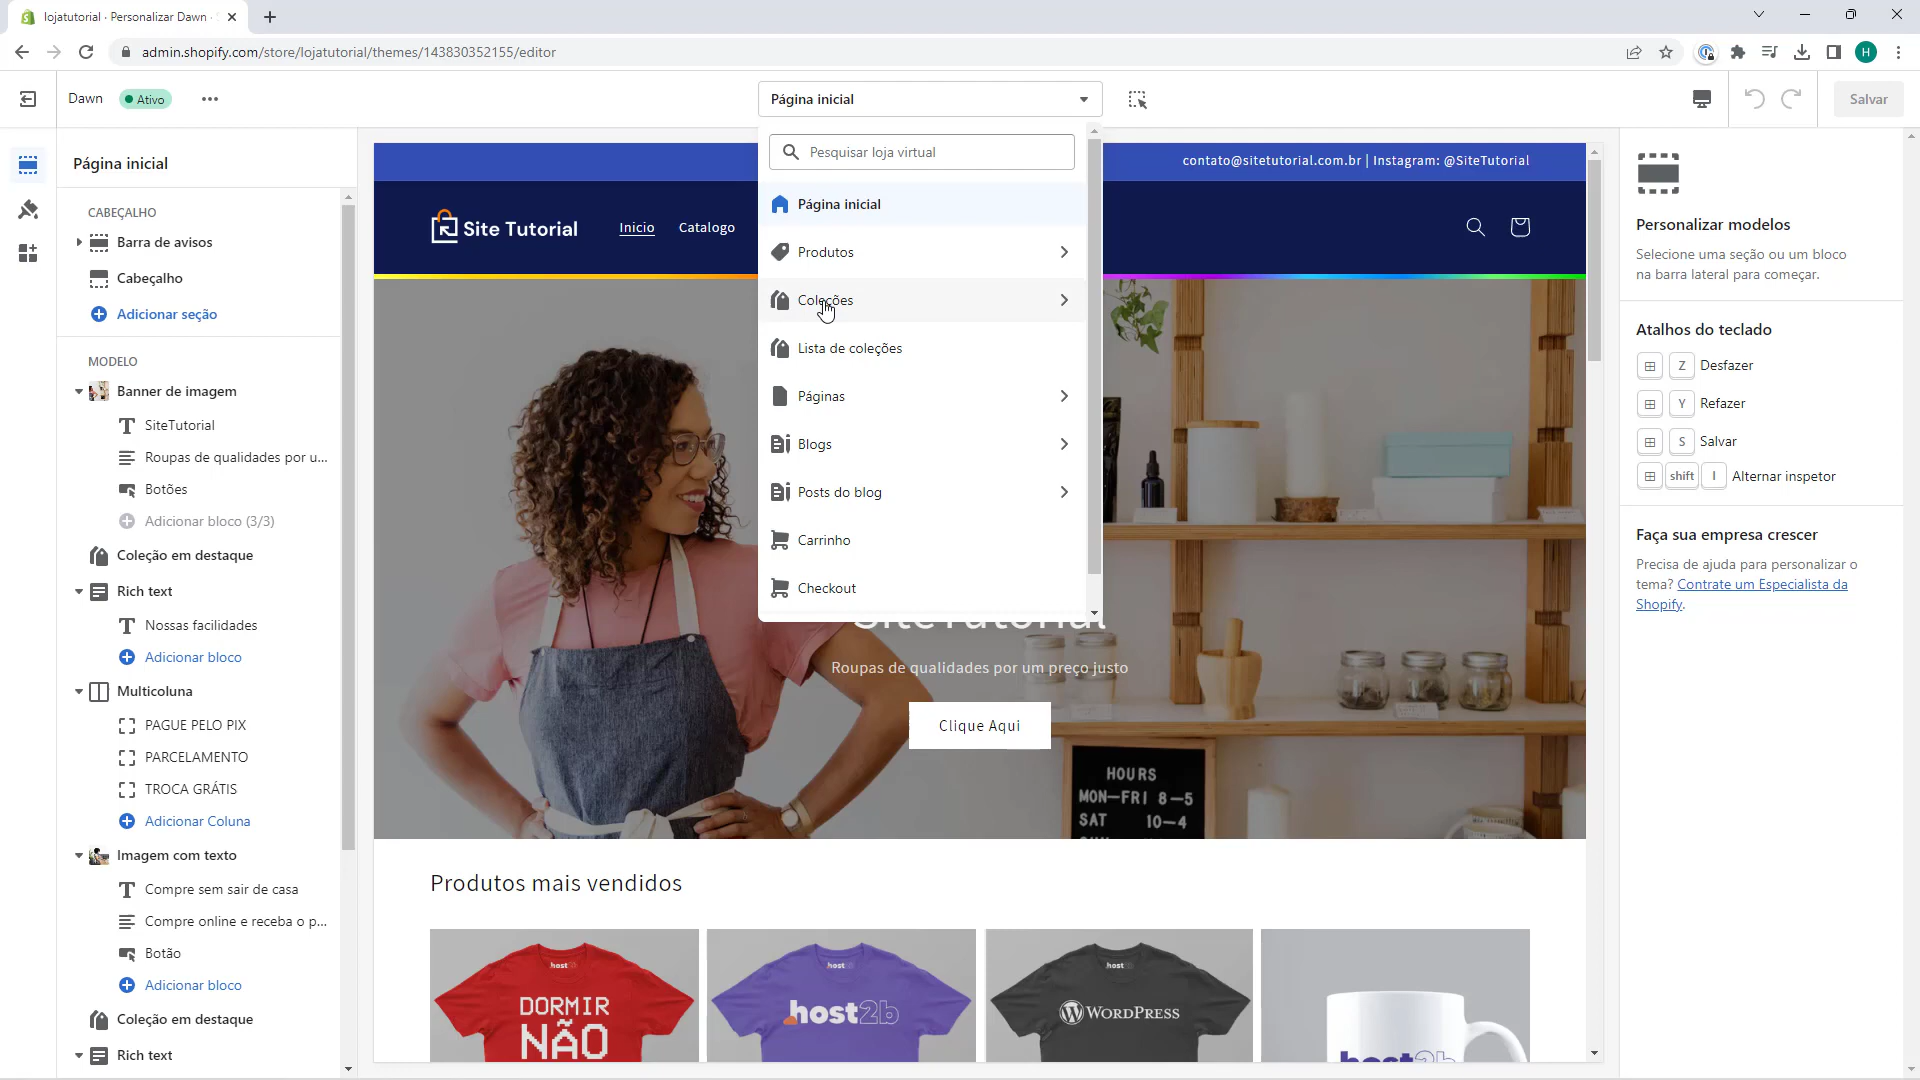 lojatutorial · Personalizar Dawn ·
admin.shopify.com/store/lojatutorial/themes/143830352155/editor
H
Dawn
Ativo
Página inicial
Salvar
Página inicial
CABEÇALHO
Barra de avisos
Cabeçalho
Adicionar seção
MODELO
Banner de imagem
SiteTutorial
Roupas de qualidades por u...
Botões
Adicionar bloco (3/3)
Coleção em destaque
Rich text
Nossas facilidades
Adicionar bloco
Multicoluna
PAGUE PELO PIX
PARCELAMENTO
TROCA GRÁTIS
Adicionar Coluna
Imagem com texto
Compre sem sair de casa
Compre online e receba o p...
Botão
Adicionar bloco
Coleção em destaque
Rich text
Pesquisar loja virtual
Página inicial
Produtos
Coleções
Lista de coleções
Páginas
Blogs
Posts do blog
Carrinho
Checkout
contato@sitetutorial.com.br | Instagram: @SiteTutorial
Site Tutorial
Inicio
Catalogo
SiteTutorial
Roupas de qualidades por um preço justo
Clique Aqui
HOURS
MON-FRI 8-5
SAT 10-4
Produtos mais vendidos
host
DORMIR
NÃO
host
host2b
host
WORDPRESS
host2b
Personalizar modelos
Selecione uma seção ou um bloco
na barra lateral para começar.
Atalhos do teclado
Z Desfazer
Y Refazer
S Salvar
shift I Alternar inspetor
Faça sua empresa crescer
Precisa de ajuda para personalizar o
tema? Contrate um Especialista da
Shopify.